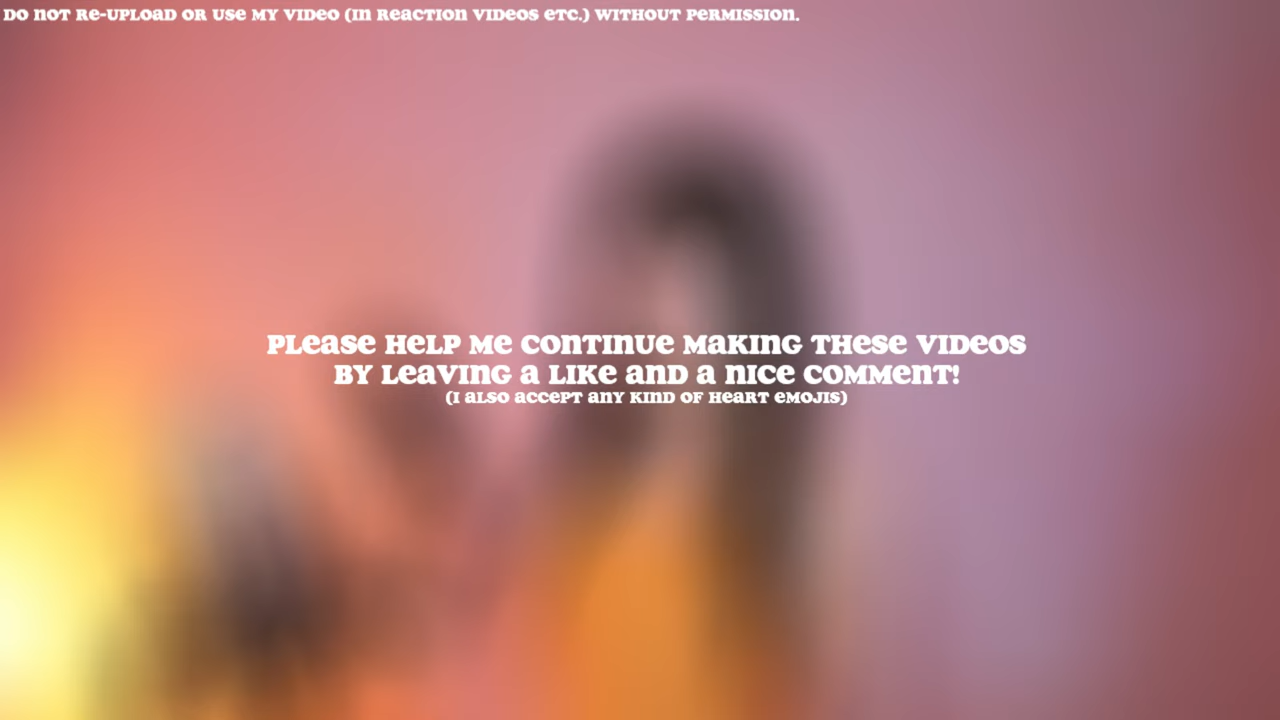 DO NOT RE-UPLOAD OR USE MY VIDEO (IN REACTION VIDEOS ETC.) WITHOUT PERMISSION.
PLEASE HELP ME CONTINUE MAKING THESE VIDEOS
BY LEAVING A LIKE AND A NICE COMMENT!
(I ALSO ACCEPT ANY KIND OF HEART EMOJIS)